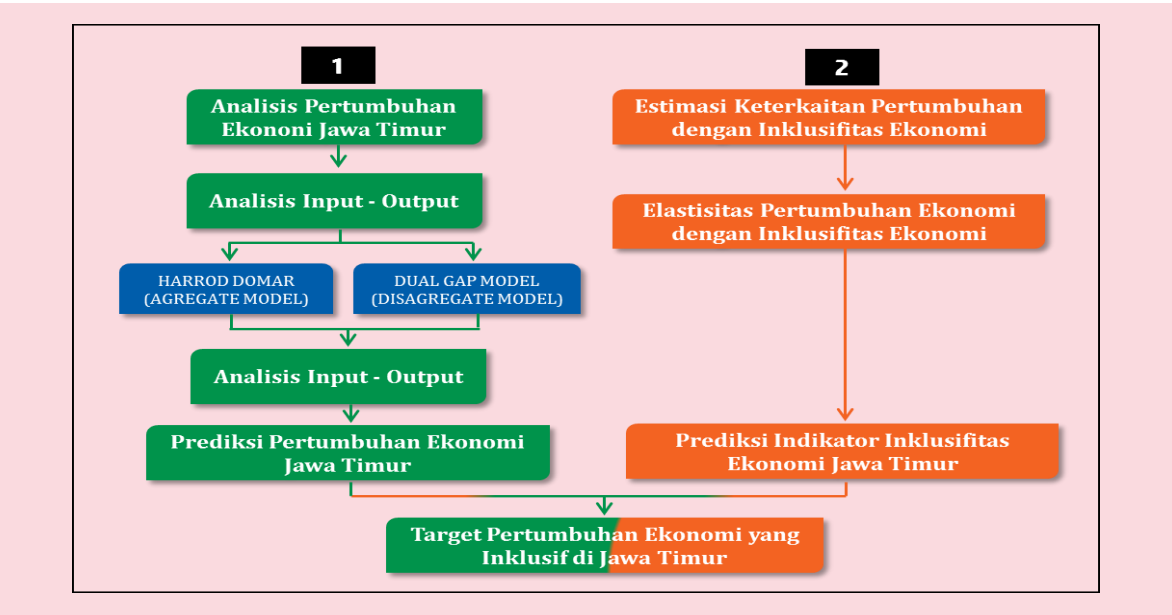 1
Analisis Pertumbuhan
Ekononi Jawa Timur
Analisis Input - Output
HARROD DOMAR
(AGREGATE MODEL)
DUAL GAP MODEL
(DISAGREGATE MODEL)
Analisis Input - Output
Prediksi Pertumbuhan Ekonomi
Jawa Timur
2
Estimasi Keterkaitan Pertumbuhan
dengan Inklusifitas Ekonomi
Elastisitas Pertumbuhan Ekonomi
dengan Inklusifitas Ekonomi
Prediksi Indikator Inklusifitas
Ekonomi Jawa Timur
Target Pertumbuhan Ekonomi yang
Inklusif di Jawa Timur